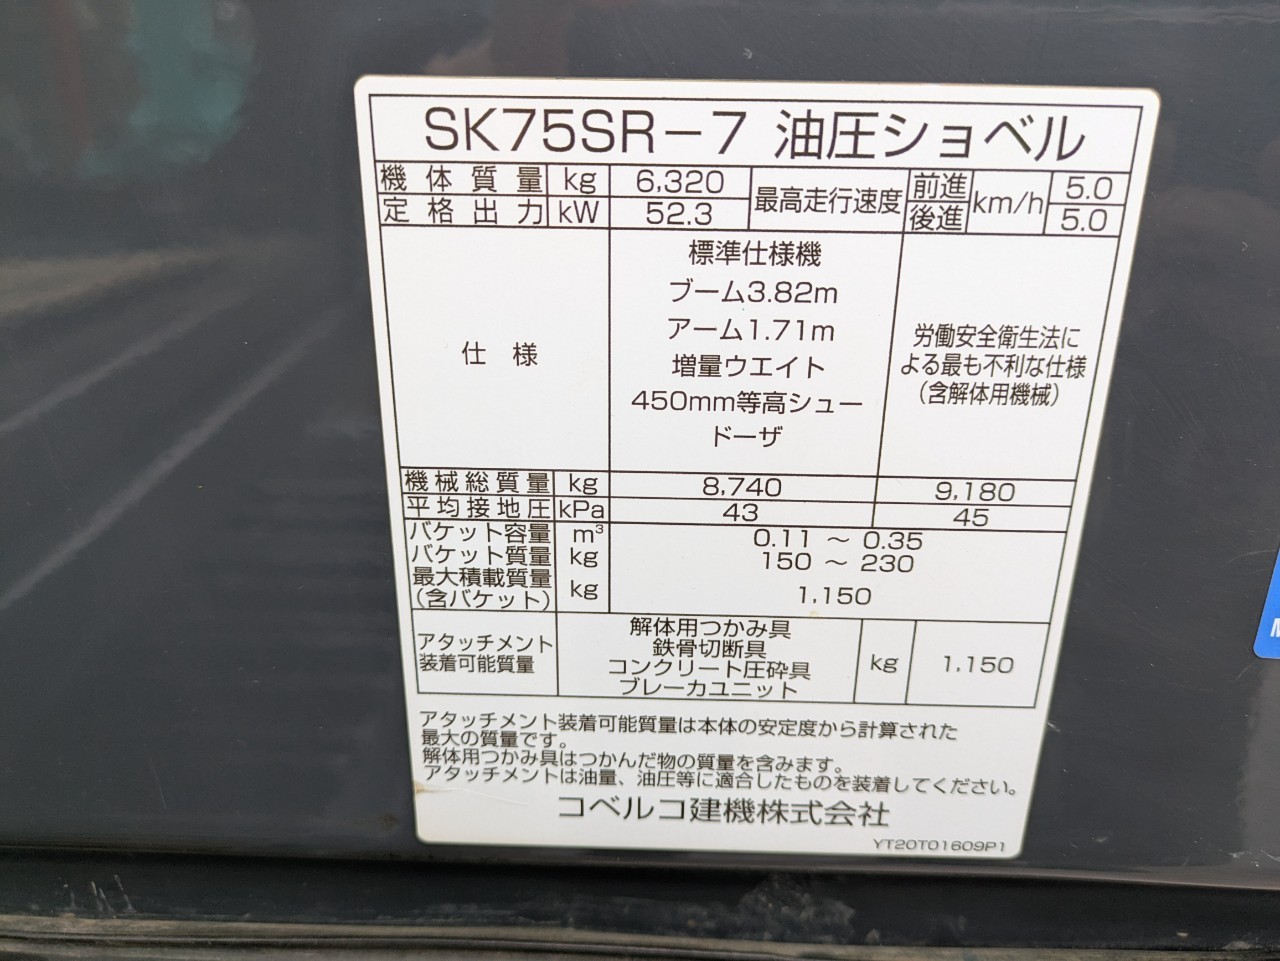 SK75SR-7 油圧ショベル
機体質量 kg 6,320 最高走行速度 前進 km/h 5.0
定格出力 kW 52.3 後進 5.0
仕様
標準仕様機
ブーム3.82m
アーム1.71m
増量ウエイト
450mm等高シュー
ドーザ
労働安全衛生法に
よる最も不利な仕様
(含解体用機械)
機械総質量 kg 8,740 9,180
平均接地圧 kPa 43 45
バケット容量 m³ 0.11 ~ 0.35
バケット質量 kg 150 ~ 230
最大積載質量
(含バケット) kg 1,150
アタッチメント
装着可能質量
解体用つかみ具
鉄骨切断具
コンクリート圧砕具
ブレーカユニット
kg 1,150
アタッチメント装着可能質量は本体の安定度から計算された
最大の質量です。
解体用つかみ具はつかんだ物の質量を含みます。
アタッチメントは油量、油圧等に適合したものを装着してください。
コベルコ建機株式会社
YT20T01609P1